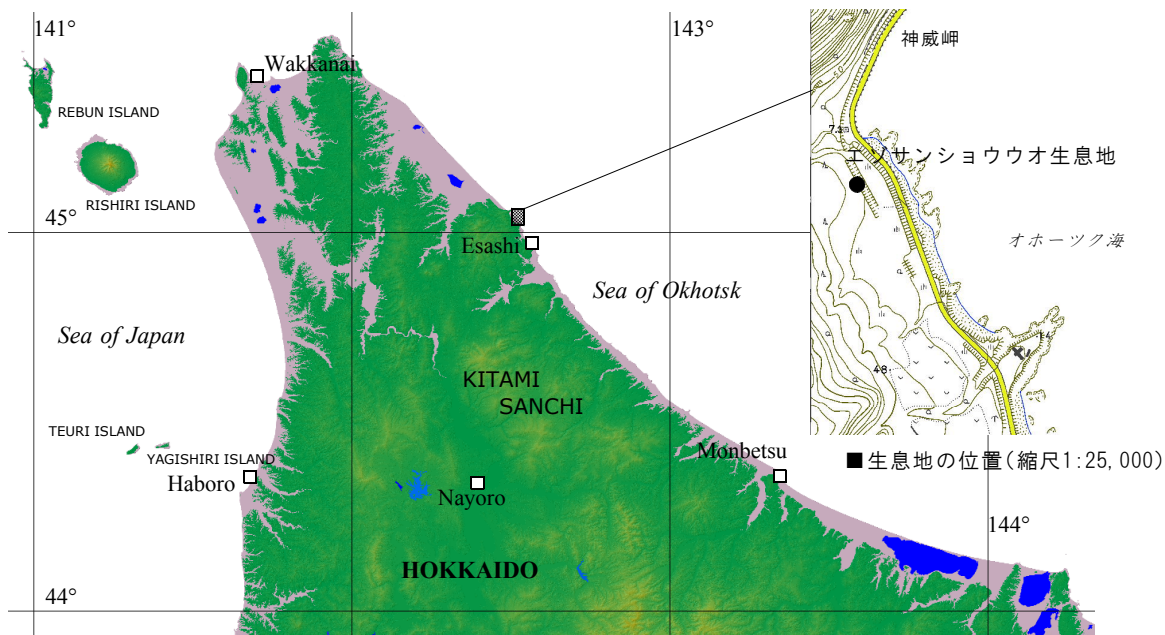 141°
143°
神威岬
Wakkanai
REBUN ISLAND
7.2m
エゾサンショウウオ生息地
RISHIRI ISLAND
45°
Esashi
オホーツク海
Sea of Okhotsk
Sea of Japan
48
KITAMI
SANCHI
TEURI ISLAND
YAGISHIRI ISLAND
Monbetsu
■生息地の位置(縮尺1:25,000)
Haboro
Nayoro
144°
HOKKAIDO
44°